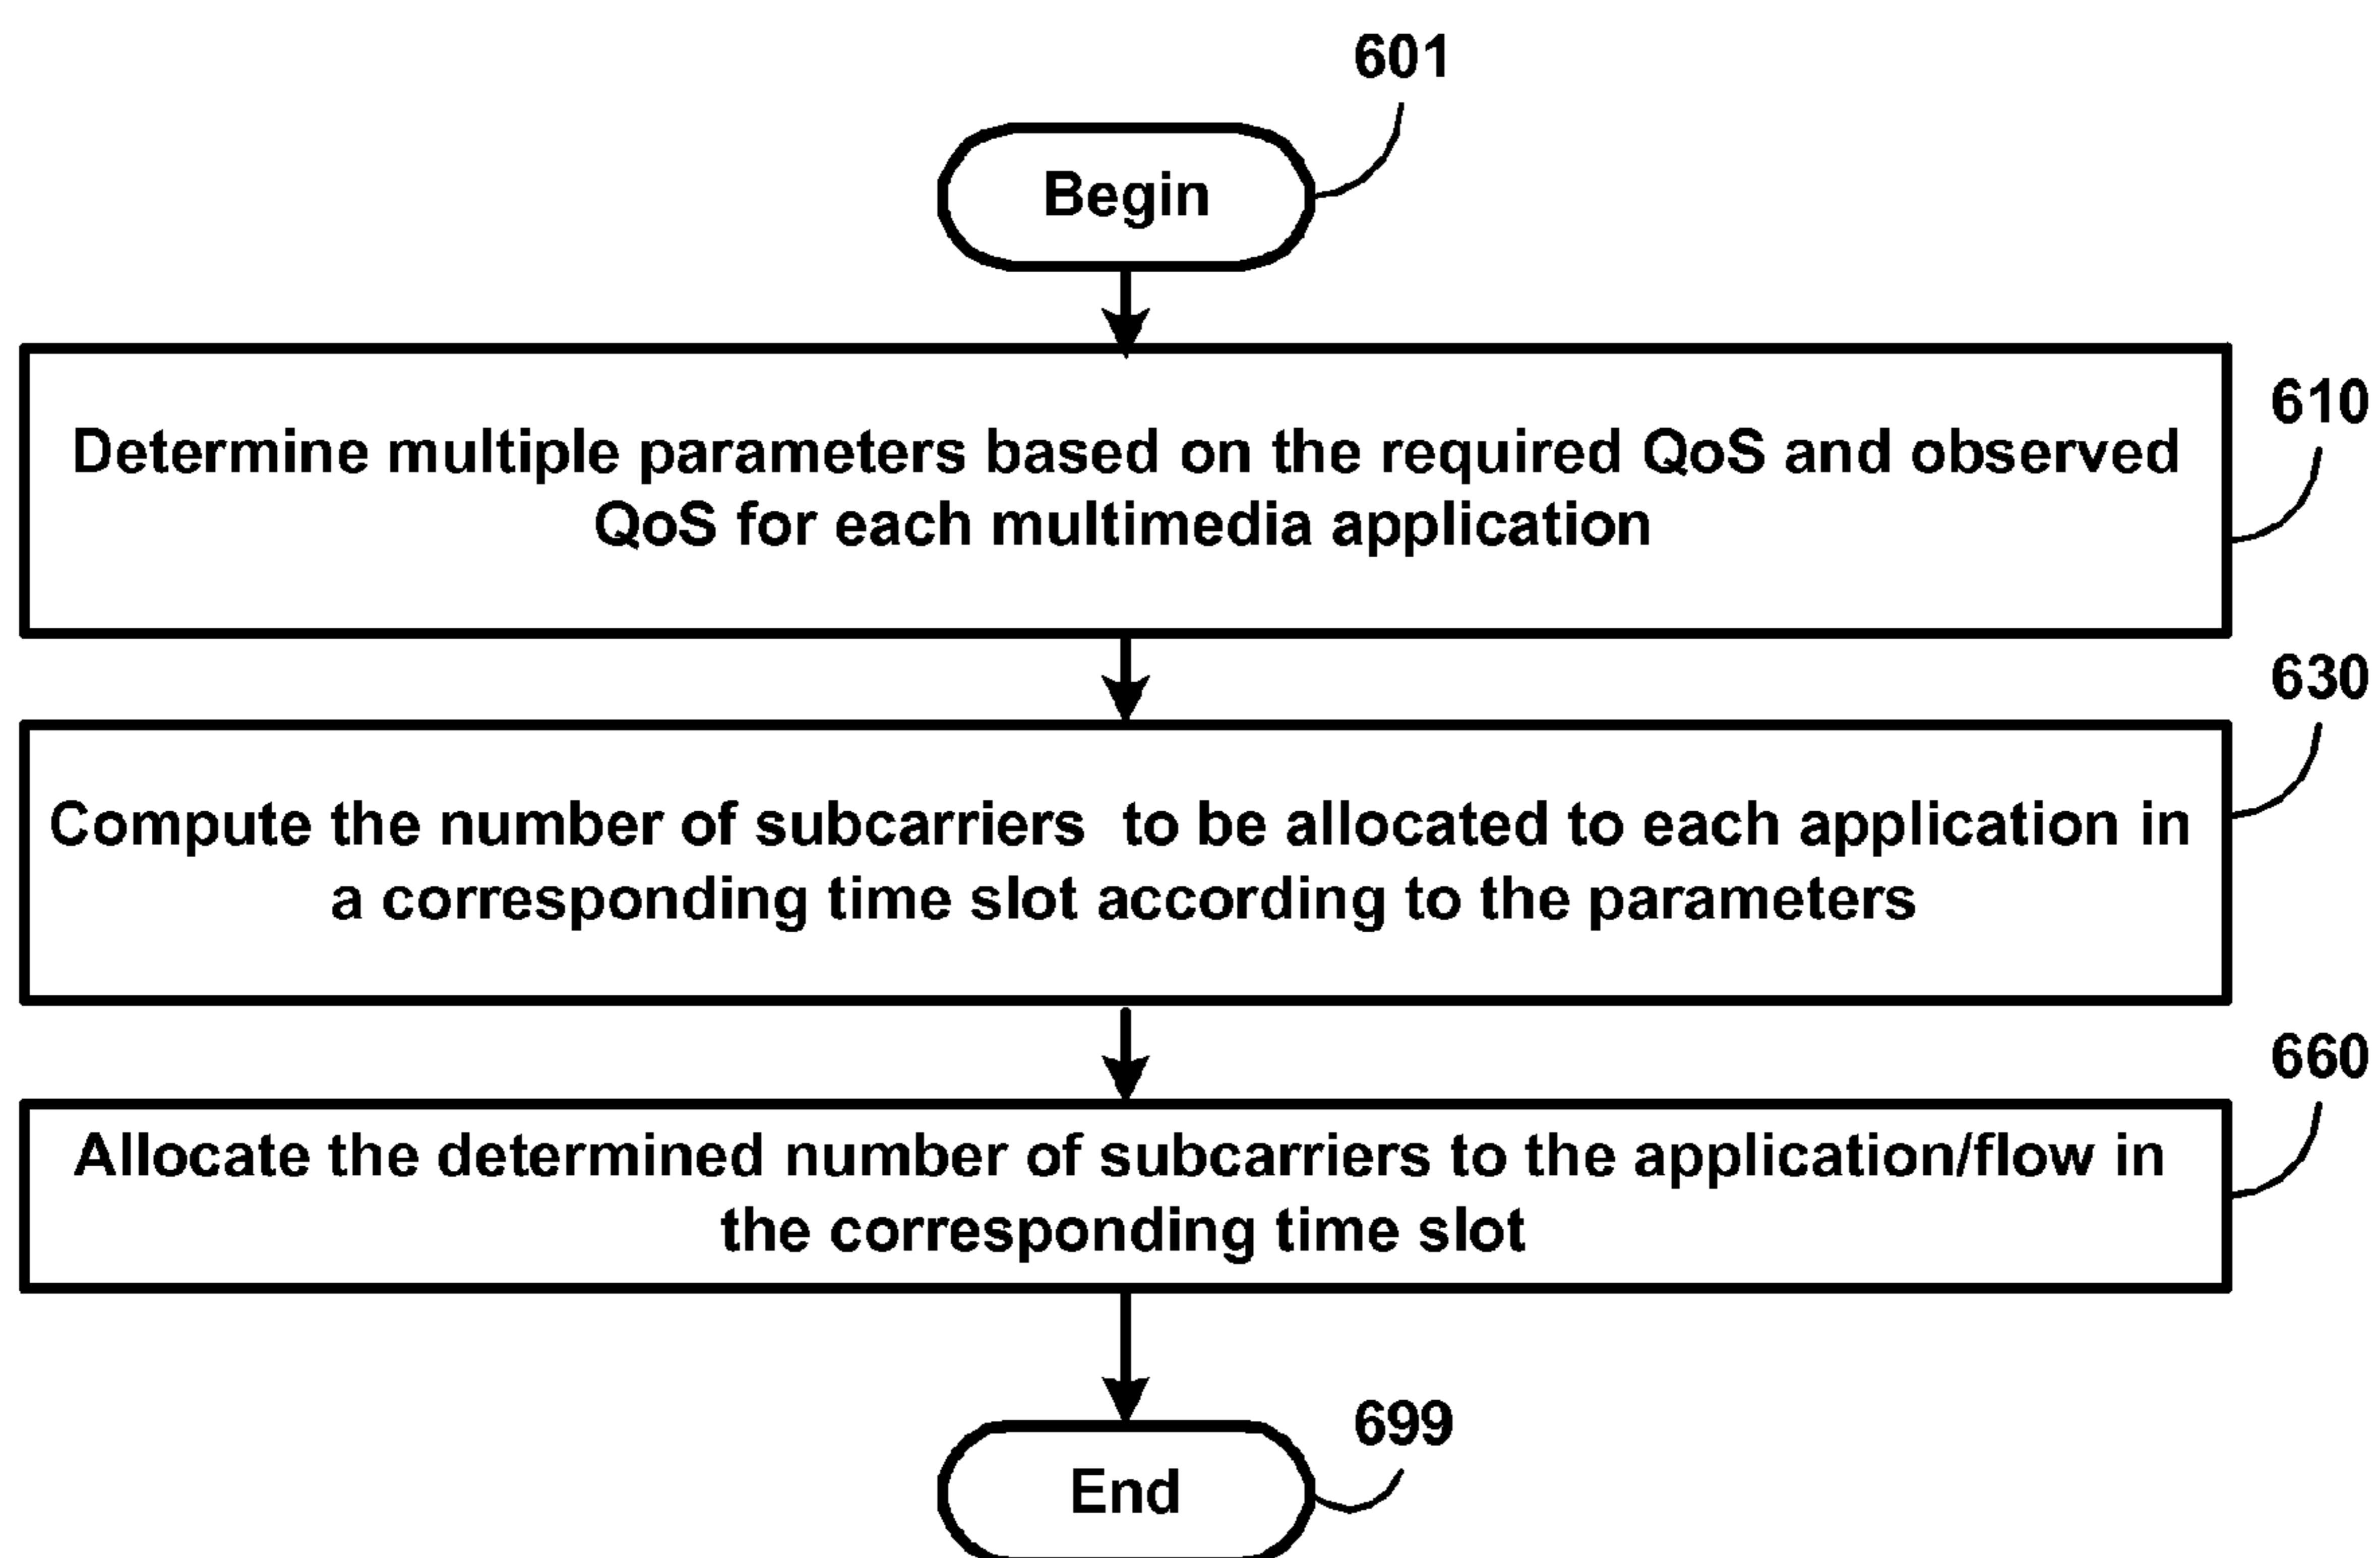 601
Begin
610
Determine multiple parameters based on the required QoS and observed
QoS for each multimedia application
630
Compute the number of subcarriers to be allocated to each application in
a corresponding time slot according to the parameters
660
Allocate the determined number of subcarriers to the application/flow in
the corresponding time slot
699
End